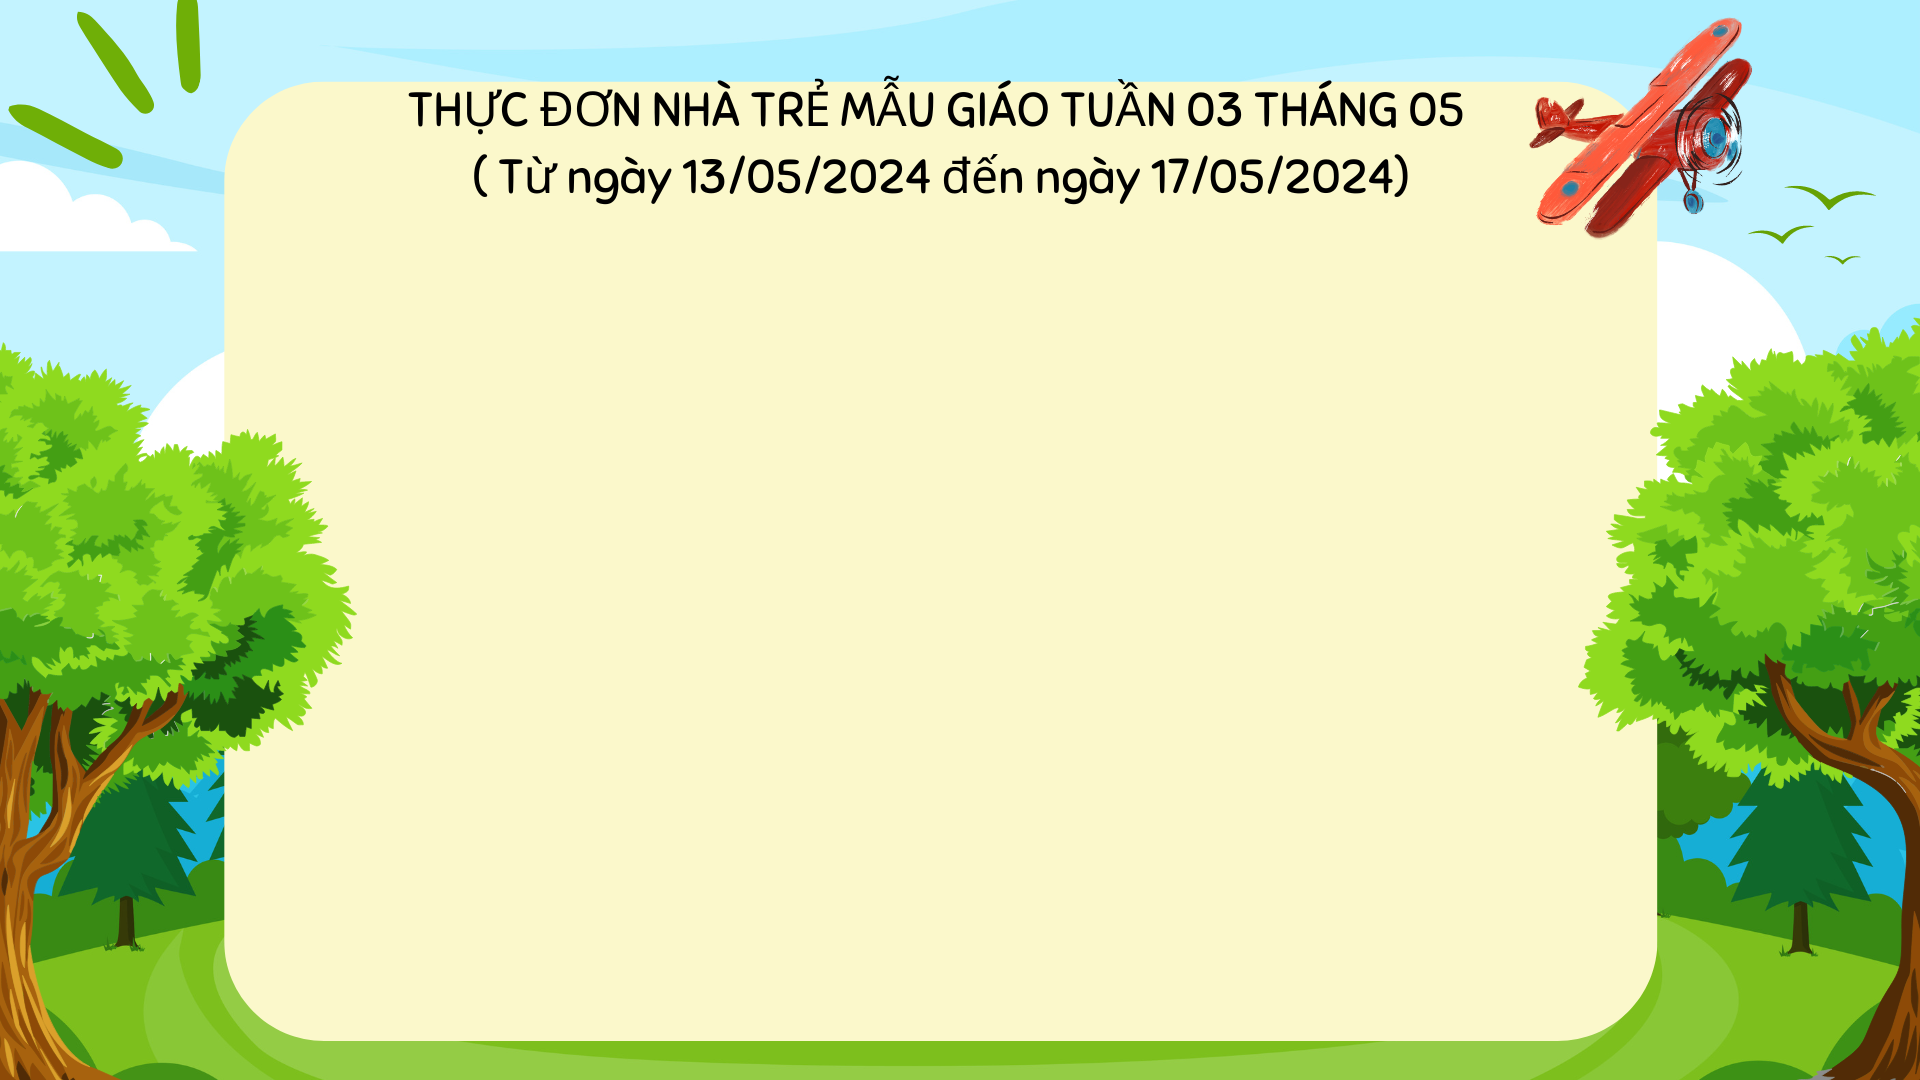 THỰC ĐƠN NHÀ TRẺ MẪU GIÁO TUẦN 03 THÁNG 05
( Từ ngày 13/05/2024 đến ngày 17/05/2024)